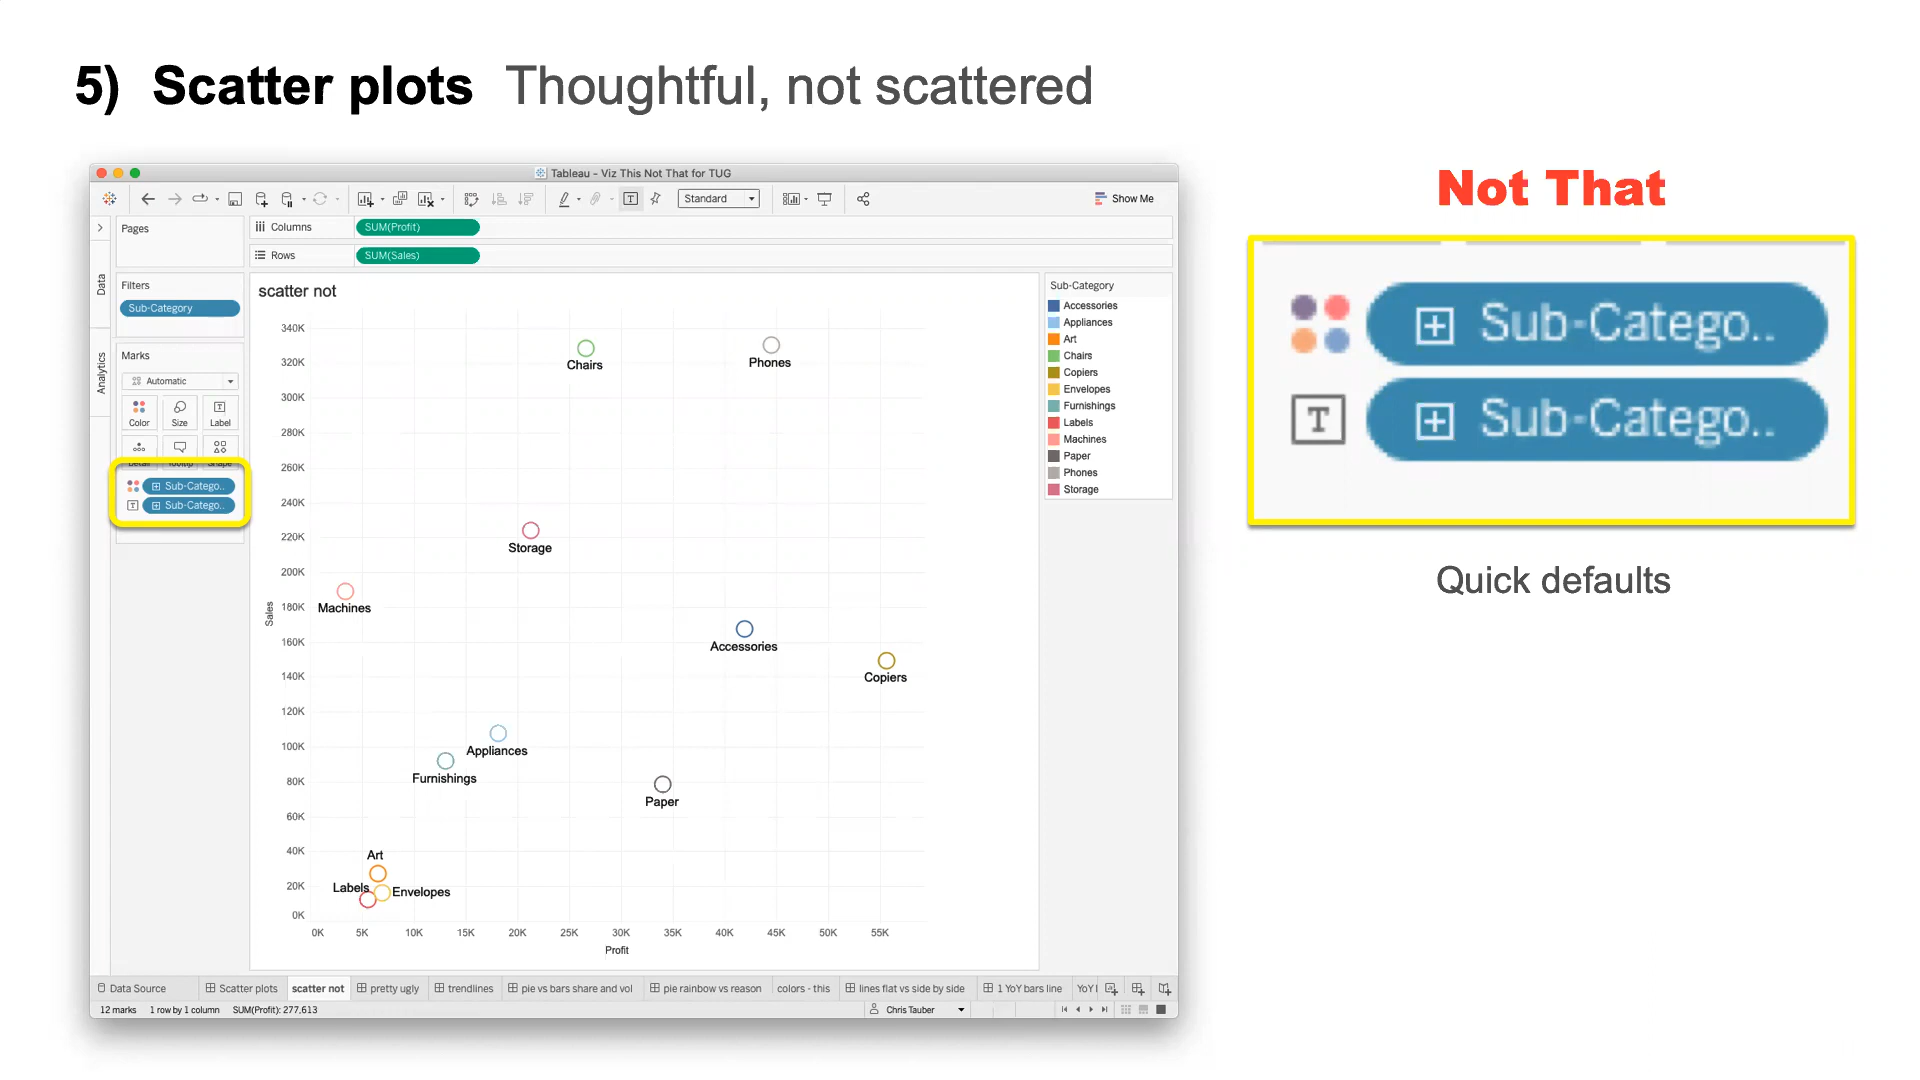 5) Scatter plots Thoughtful, not scattered
Tableau - Viz This Not That for TUG
Standard
Show Me
Pages
Columns
SUM(Profit)
Rows
SUM(Sales)
Data
Analytics
Filters
Sub-Category
Marks
Automatic
Color
Size
Label
Detail
Tooltip
Shape
Sub-Catego..
Sub-Catego..
scatter not
340K
320K
300K
280K
260K
240K
220K
200K
180K
160K
140K
120K
100K
80K
60K
40K
20K
0K
Sales
Chairs
Phones
Storage
Machines
Accessories
Copiers
Appliances
Furnishings
Paper
Art
Labels
Envelopes
0K 5K 10K 15K 20K 25K 30K 35K 40K 45K 50K 55K
Profit
Sub-Category
Accessories
Appliances
Art
Chairs
Copiers
Envelopes
Furnishings
Labels
Machines
Paper
Phones
Storage
Data Source
Scatter plots
scatter not
pretty ugly
trendlines
pie vs bars share and vol
pie rainbow vs reason
colors - this
lines flat vs side by side
1 YoY bars line
YoY l
12 marks 1 row by 1 column SUM(Profit): 277,613
Chris Tauber
Not That
T
Sub-Catego..
Sub-Catego..
Quick defaults